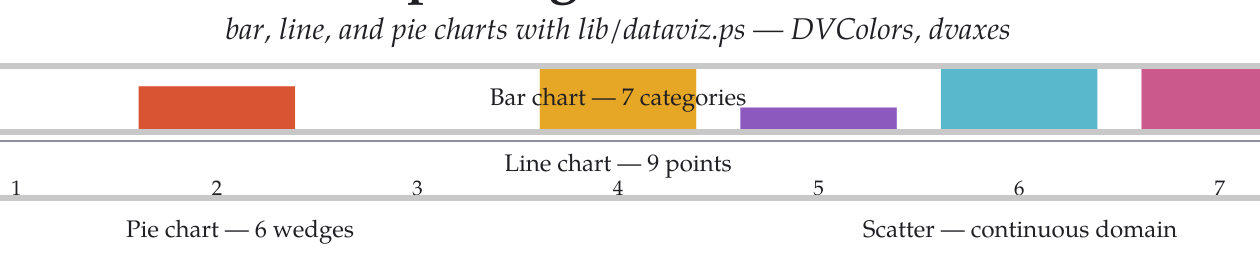 bar, line, and pie charts with lib/dataviz.ps — DVColors, dvaxes
Bar chart — 7 categories
Line chart — 9 points
1 2 3 4 5 6 7
Pie chart — 6 wedges
Scatter — continuous domain